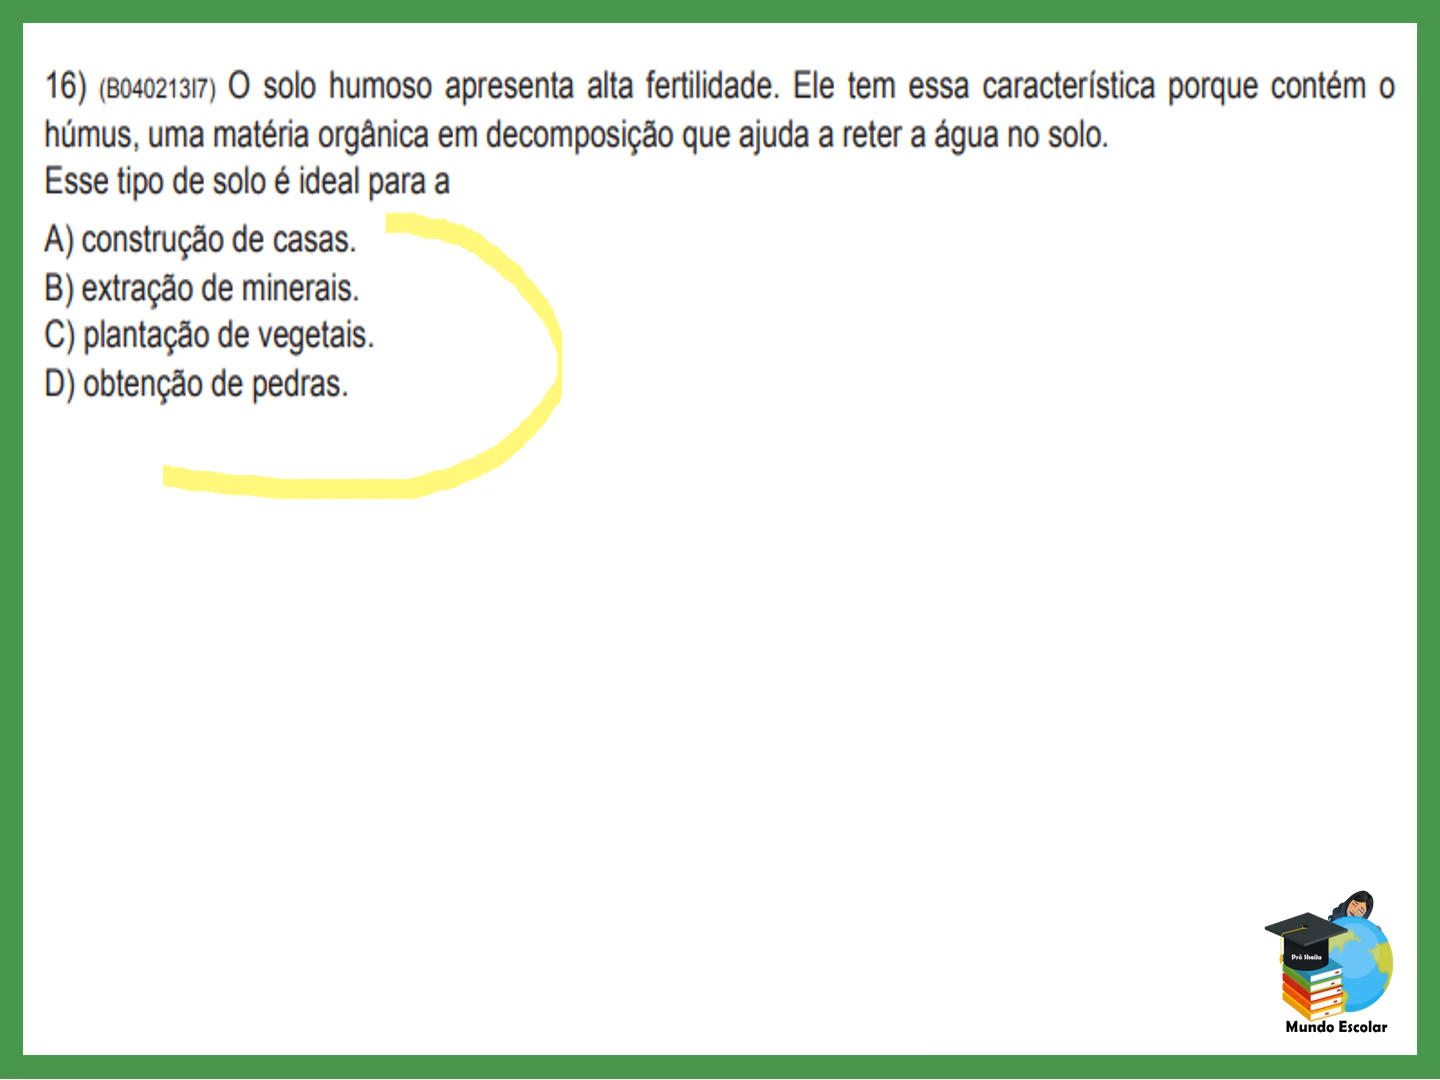 16) (B040213I7) O solo humoso apresenta alta fertilidade. Ele tem essa característica porque contém o
húmus, uma matéria orgânica em decomposição que ajuda a reter a água no solo.
Esse tipo de solo é ideal para a
A) construção de casas.
B) extração de minerais.
C) plantação de vegetais.
D) obtenção de pedras.
Pró Sheila
Mundo Escolar